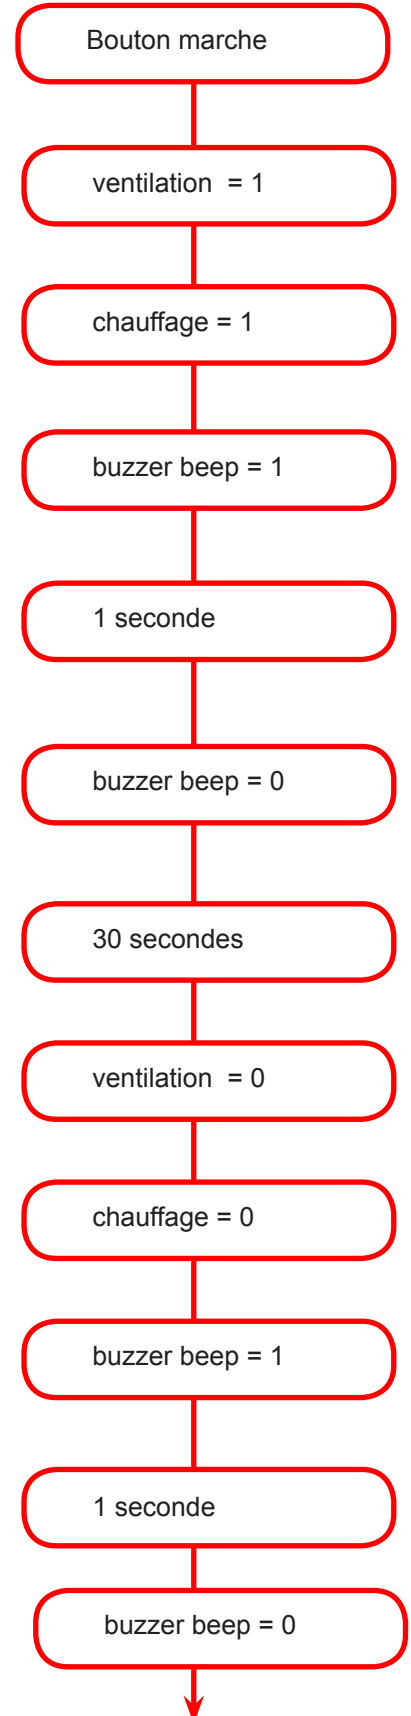 Bouton marche
ventilation  = 1
chauffage = 1
buzzer beep = 1
1 seconde
buzzer beep = 0
30 secondes
ventilation  = 0
chauffage = 0
buzzer beep = 1
1 seconde
buzzer beep = 0